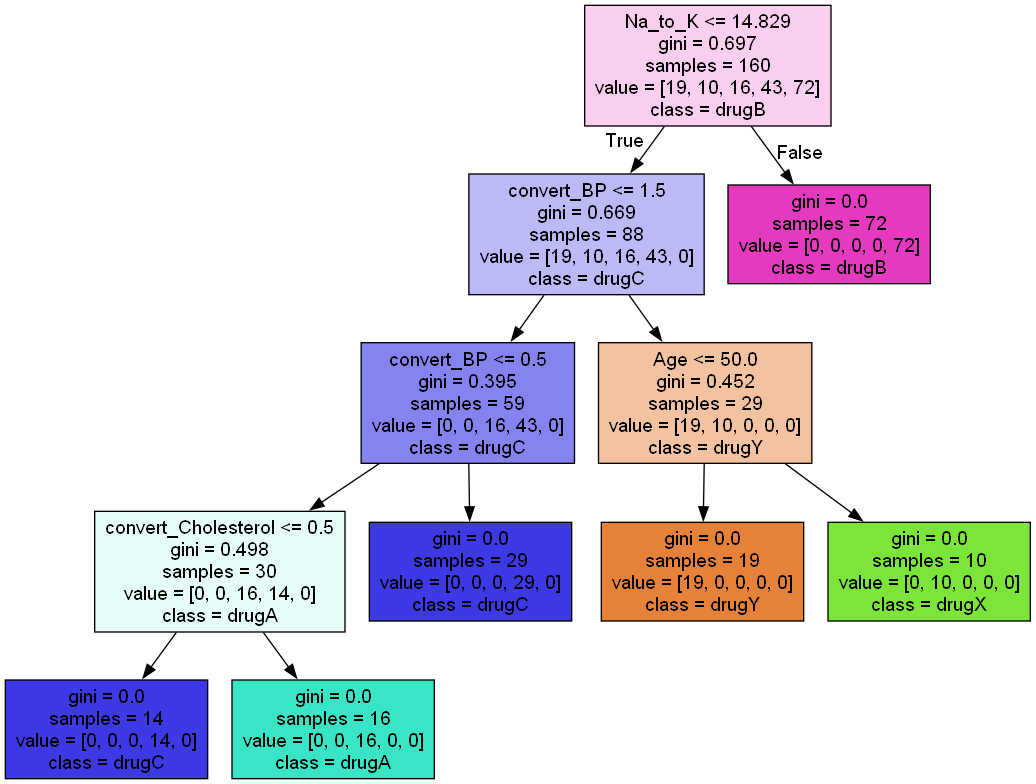 Na_to_K <= 14.829
gini = 0.697
samples = 160
value = [19, 10, 16, 43, 72]
class = drugB
True
False
convert_BP <= 1.5
gini = 0.669
samples = 88
value = [19, 10, 16, 43, 0]
class = drugC
gini = 0.0
samples = 72
value = [0, 0, 0, 0, 72]
class = drugB
convert_BP <= 0.5
gini = 0.395
samples = 59
value = [0, 0, 16, 43, 0]
class = drugC
Age <= 50.0
gini = 0.452
samples = 29
value = [19, 10, 0, 0, 0]
class = drugY
convert_Cholesterol <= 0.5
gini = 0.498
samples = 30
value = [0, 0, 16, 14, 0]
class = drugA
gini = 0.0
samples = 29
value = [0, 0, 0, 29, 0]
class = drugC
gini = 0.0
samples = 19
value = [19, 0, 0, 0, 0]
class = drugY
gini = 0.0
samples = 10
value = [0, 10, 0, 0, 0]
class = drugX
gini = 0.0
samples = 14
value = [0, 0, 0, 14, 0]
class = drugC
gini = 0.0
samples = 16
value = [0, 0, 16, 0, 0]
class = drugA